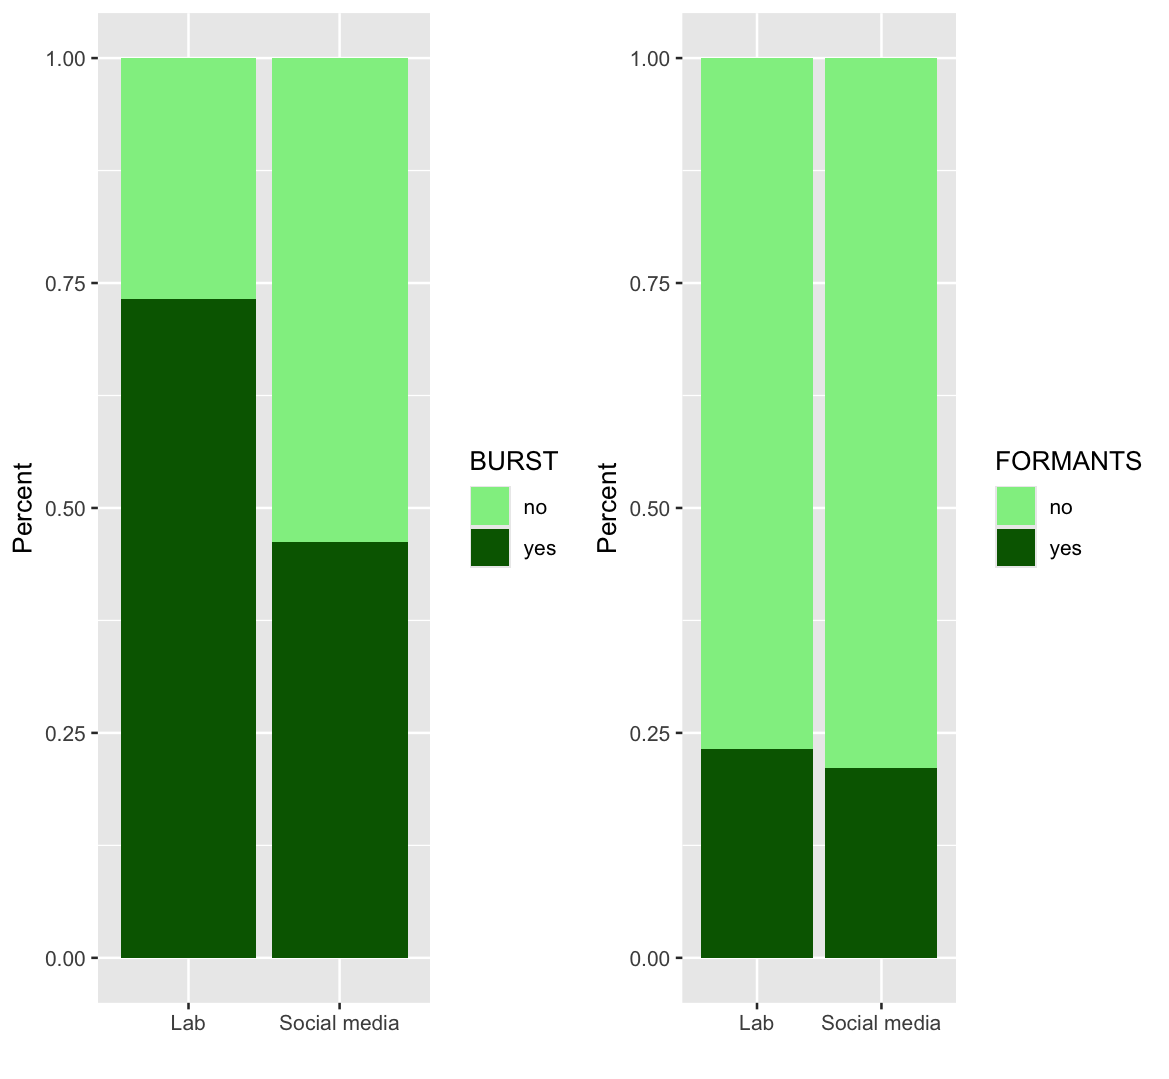 1.00
0.75
0.50
0.25
0.00
Percent
Lab
Social media
BURST
no
yes
1.00
0.75
0.50
0.25
0.00
Percent
Lab
Social media
FORMANTS
no
yes